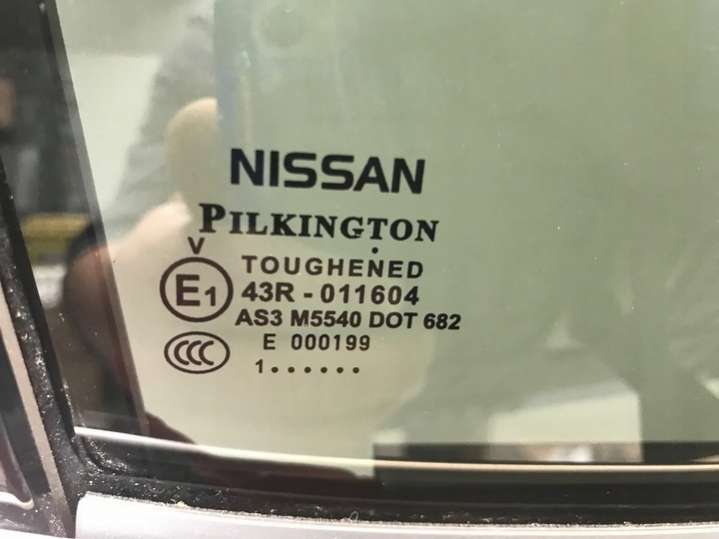 NISSAN
PILKINGTON
V
TOUGHENED
E1 43R - 011604
AS3 M5540 DOT 682
CCC E 000199
1......